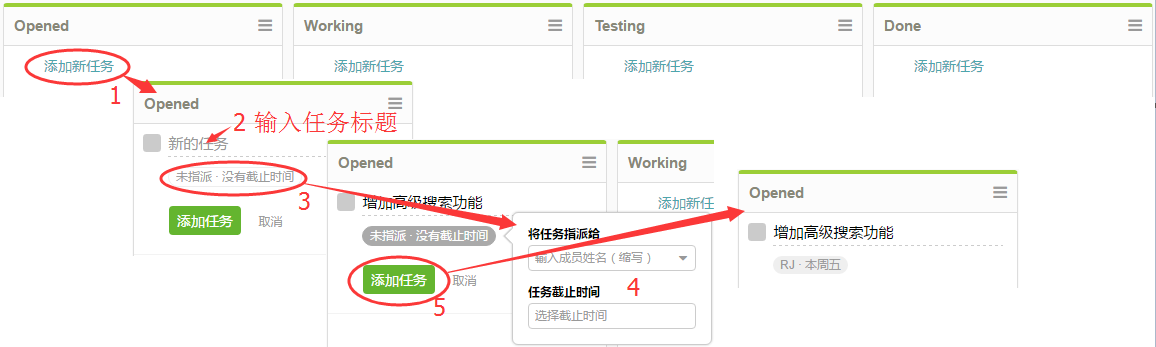 Opened
Working
Testing
Done
添加新任务
添加新任务
添加新任务
添加新任务
1
Opened
2 输入任务标题
新的任务
未指派 · 没有截止时间
3
添加任务
取消
Opened
Working
增加高级搜索功能
添加新任
未指派 · 没有截止时间
添加任务
取消
5
将任务指派给
输入成员姓名（缩写）
任务截止时间
4
选择截止时间
Opened
增加高级搜索功能
RJ · 本周五